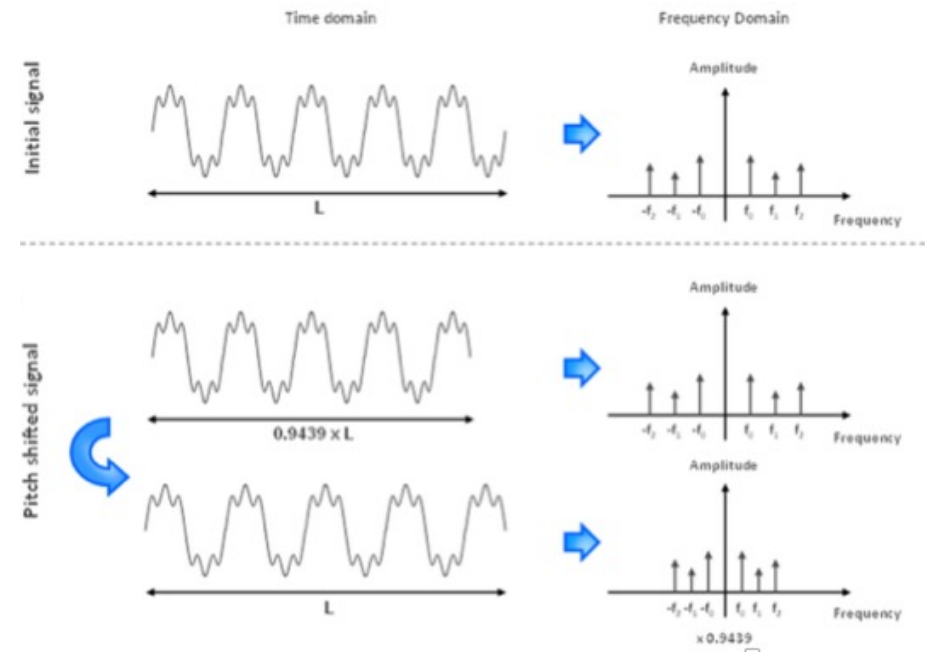 Time domain
Frequency Domain
Initial signal
Amplitude
L
-f₂ -f₁ -f₀ f₀ f₁ f₂
Frequency
Pitch shifted signal
Amplitude
0.9439 x L
-f₂ -f₁ -f₀ f₀ f₁ f₂
Frequency
Amplitude
L
-f₂ -f₁ -f₀ f₀ f₁ f₂
Frequency
x 0.9439